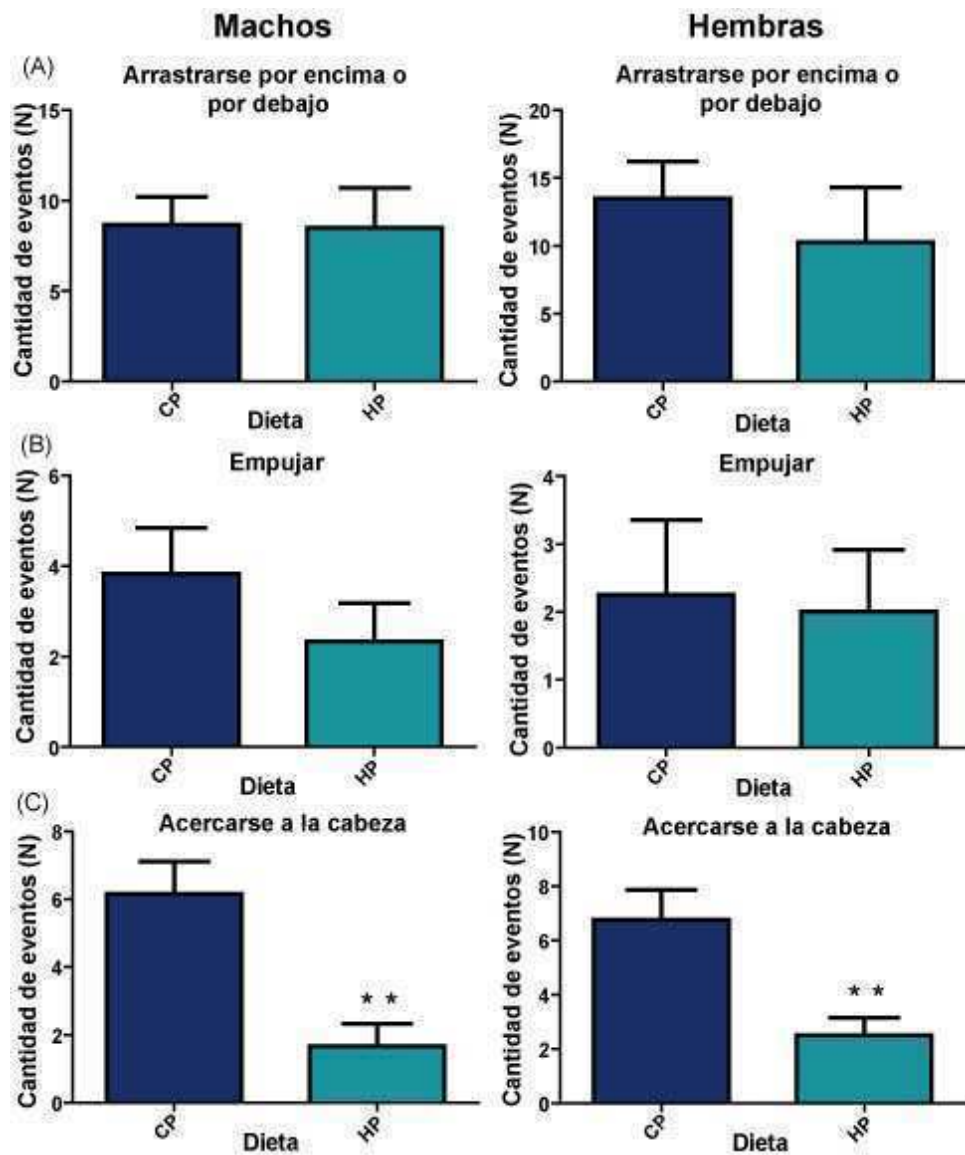 Machos
Hembras
(A)
Arrastrarse por encima o
por debajo
Cantidad de eventos (N)
15
10
5
0
CP
HP
Dieta
Arrastrarse por encima o
por debajo
Cantidad de eventos (N)
20
15
10
5
0
CP
HP
Dieta
(B)
Empujar
Cantidad de eventos (N)
6
4
2
0
CP
HP
Dieta
Empujar
Cantidad de eventos (N)
4
3
2
1
0
CP
HP
Dieta
(C)
Acercarse a la cabeza
Cantidad de eventos (N)
8
6
4
2
0
* *
CP
HP
Dieta
Acercarse a la cabeza
Cantidad de eventos (N)
10
8
6
4
2
0
* *
CP
HP
Dieta